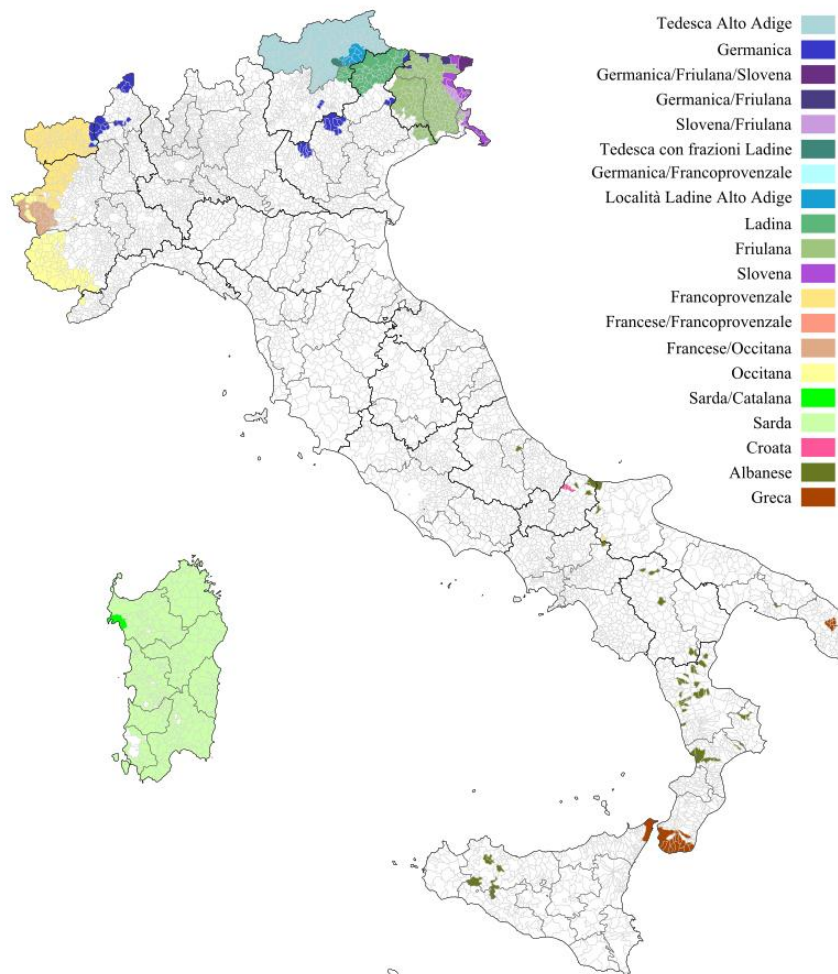 Tedesca Alto Adige
Germanica
Germanica/Friulana/Slovena
Germanica/Friulana
Slovena/Friulana
Tedesca con frazioni Ladine
Germanica/Francoprovenzale
Località Ladine Alto Adige
Ladina
Friulana
Slovena
Francoprovenzale
Francese/Francoprovenzale
Francese/Occitana
Occitana
Sarda/Catalana
Sarda
Croata
Albanese
Greca